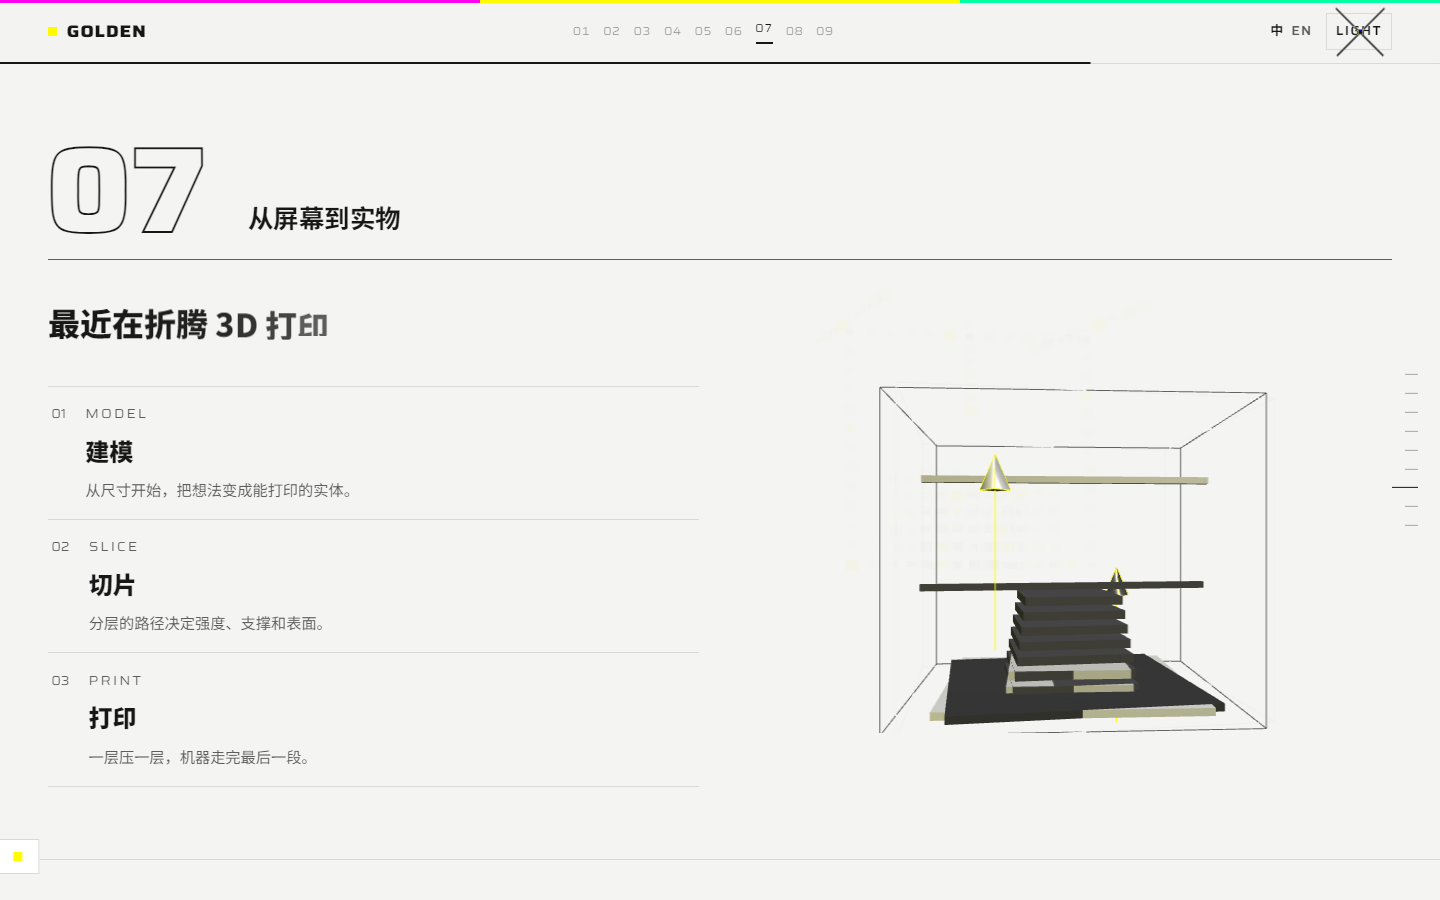 GOLDEN
01 02 03 04 05 06 07 08 09
中 EN
LIGHT
07
从屏幕到实物
最近在折腾 3D 打印
01 MODEL
建模
从尺寸开始，把想法变成能打印的实体。
02 SLICE
切片
分层的路径决定强度、支撑和表面。
03 PRINT
打印
一层压一层，机器走完最后一段。